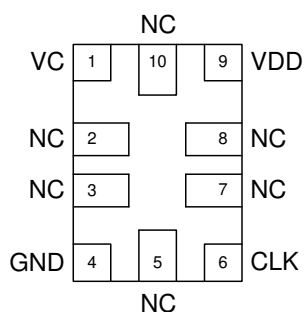 NC
VC 1 10 9 VDD
NC 2 8 NC
NC 3 7 NC
GND 4 5 6 CLK
NC